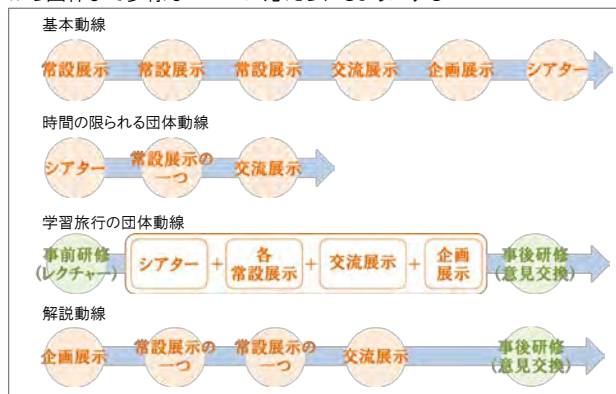 基本動線
常設展示 常設展示 常設展示 交流展示 企画展示 シアター
時間の限られる団体動線
シアター 常設展示の一つ 交流展示
学習旅行の団体動線
事前研修(レクチャー) シアター + 各常設展示 + 交流展示 + 企画展示 事後研修(意見交換)
解説動線
企画展示 常設展示の一つ 常設展示の一つ 交流展示 事後研修(意見交換)